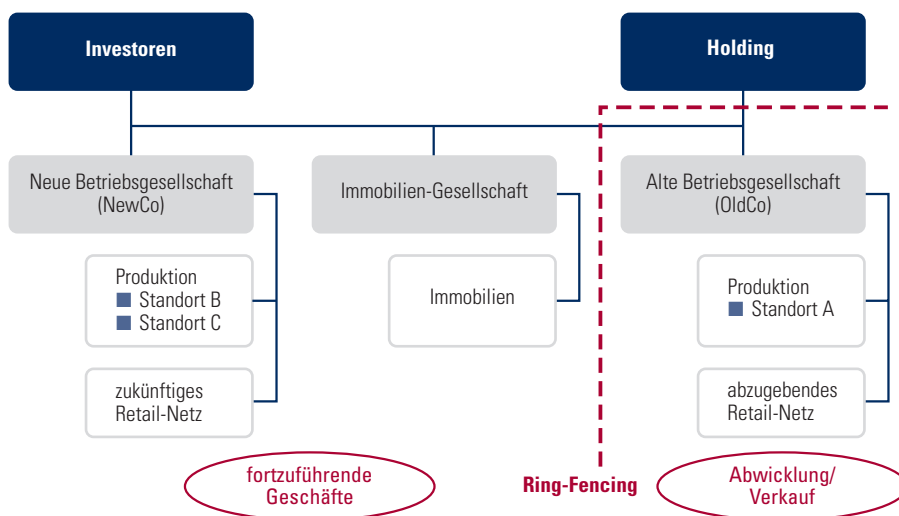 Investoren
Holding
Neue Betriebsgesellschaft
(NewCo)
Immobilien-Gesellschaft
Alte Betriebsgesellschaft
(OldCo)
Produktion
Standort B
Standort C
Immobilien
Produktion
Standort A
zukünftiges
Retail-Netz
abzugebendes
Retail-Netz
fortzuführende
Geschäfte
Ring-Fencing
Abwicklung/
Verkauf